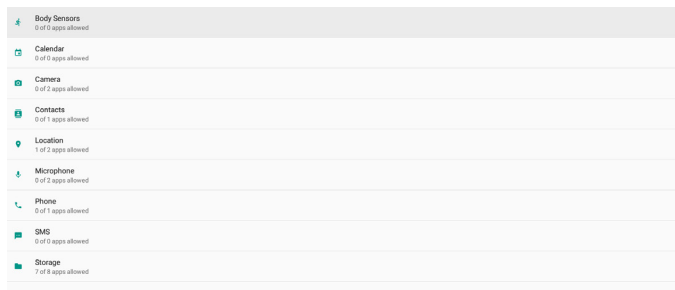 Body Sensors
0 of 0 apps allowed
Calendar
0 of 0 apps allowed
Camera
0 of 2 apps allowed
Contacts
0 of 1 apps allowed
Location
1 of 2 apps allowed
Microphone
0 of 2 apps allowed
Phone
0 of 1 apps allowed
SMS
0 of 0 apps allowed
Storage
7 of 8 apps allowed